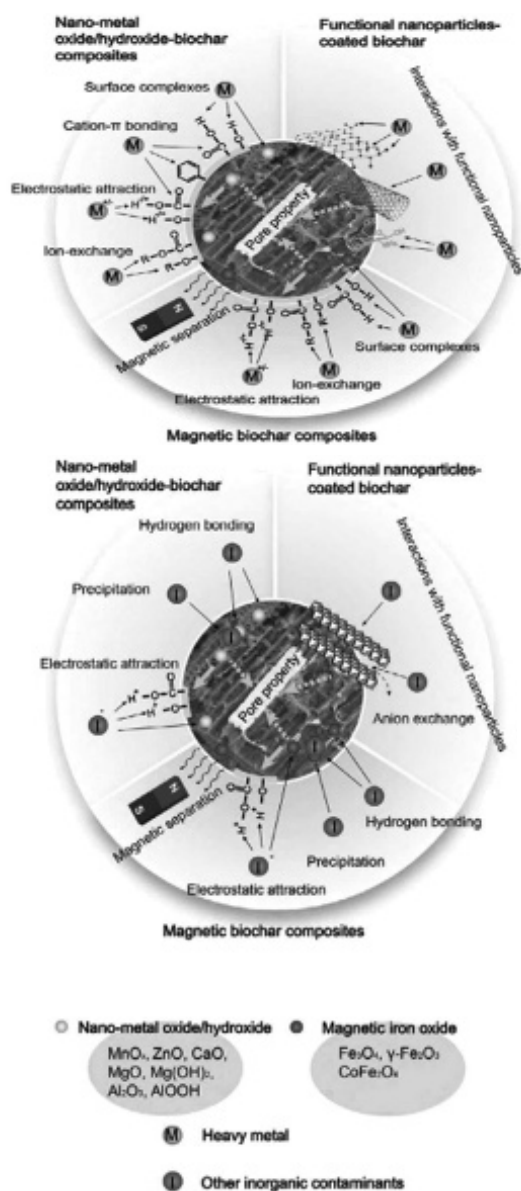 Nano-metal
oxide/hydroxide-biochar
composites
Functional nanoparticles-
coated biochar
Surface complexes
M
Cation-π bonding
M
M
Electrostatic attraction
M
M
Ion-exchange
M
M
Pore property
Interactions with functional nanoparticles
N
S
Magnetic separation
M
Surface complexes
M
M
Ion-exchange
Electrostatic attraction
Magnetic biochar composites
Nano-metal
oxide/hydroxide-biochar
composites
Functional nanoparticles-
coated biochar
Hydrogen bonding
I
Precipitation
I
I
Electrostatic attraction
I
I
I
Pore property
Interactions with functional nanoparticles
Anion exchange
N
S
Magnetic separation
I
I
I
Hydrogen bonding
Precipitation
I
Electrostatic attraction
Magnetic biochar composites
Nano-metal oxide/hydroxide
Magnetic iron oxide
MnOₓ, ZnO, CaO,
MgO, Mg(OH)₂,
Al₂O₃, AlOOH
Fe₃O₄, γ-Fe₂O₃
CoFe₂O₄
M Heavy metal
I Other inorganic contaminants